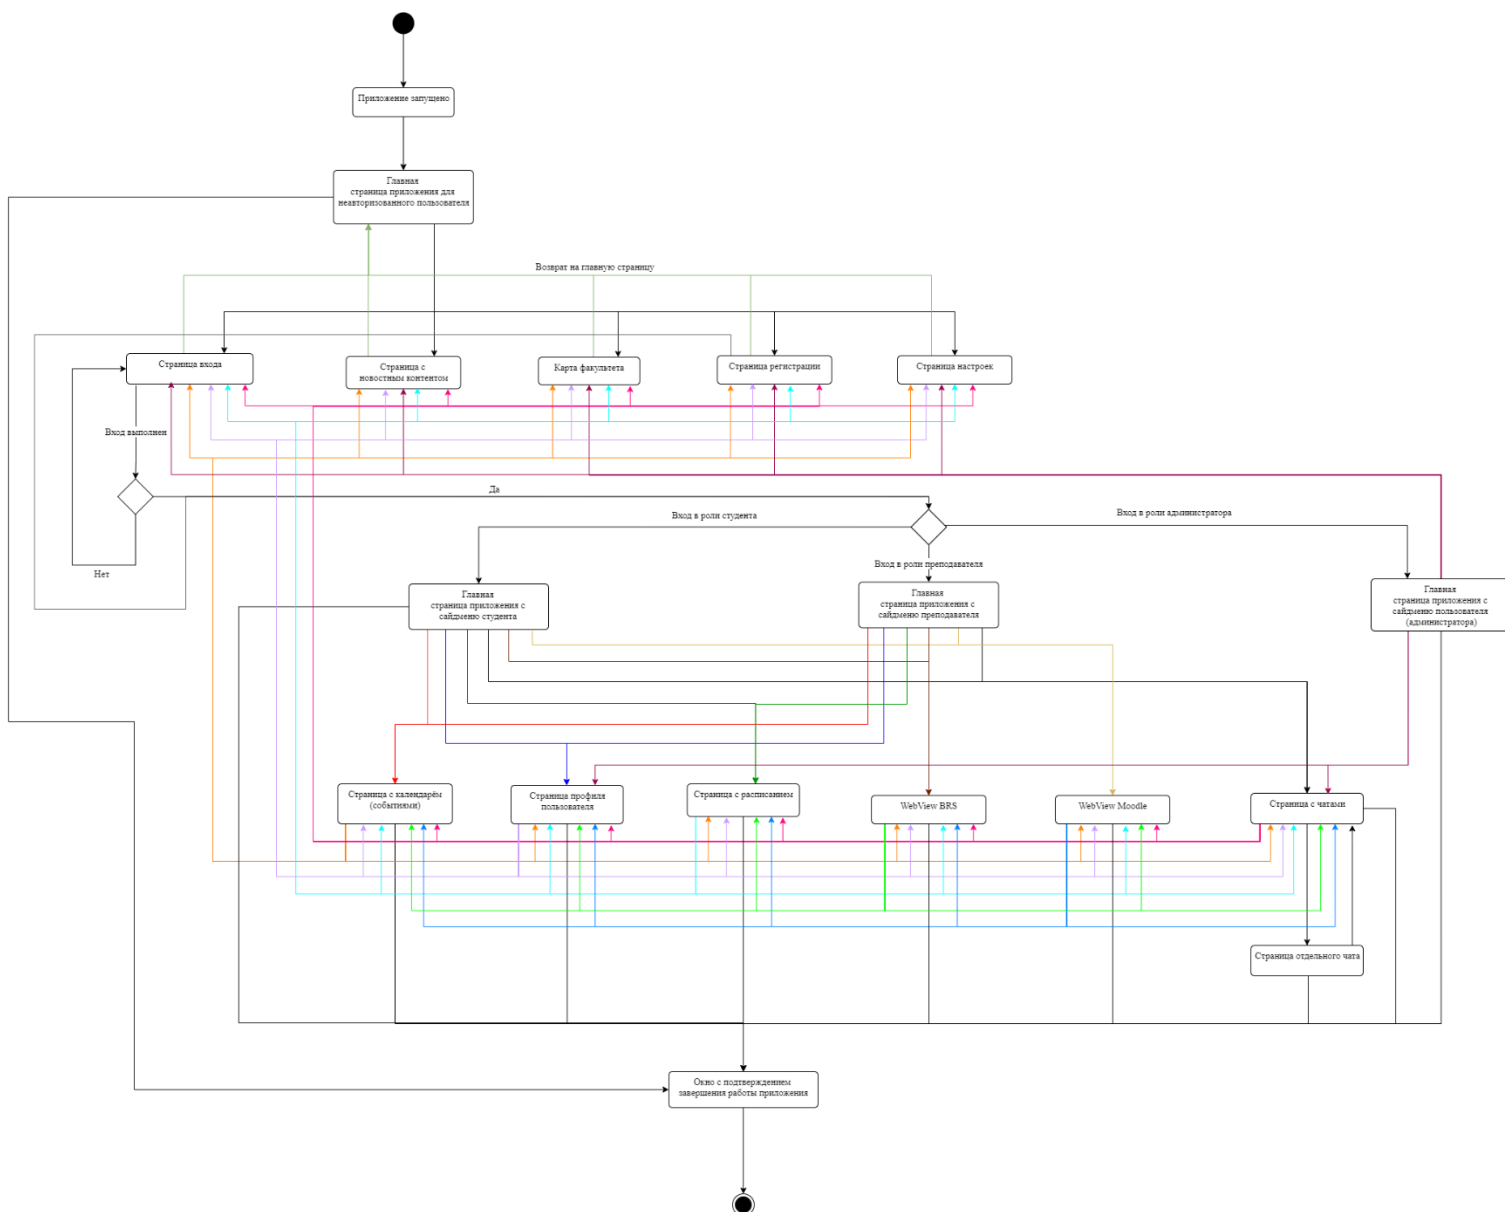 Приложение запущено
Главная
страница приложения для
неавторизованного пользователя
Возврат на главную страницу
Страница входа
Страница с
новостным контентом
Карта факультета
Страница регистрации
Страница настроек
Вход выполнен
Да
Вход в роли студента
Вход в роли администратора
Вход в роли преподавателя
Нет
Главная
страница приложения с
сайдменю студента
Главная
страница приложения с
сайдменю преподавателя
Главная
страница приложения с
сайдменю пользователя
(администратора)
Страница с календарём
(событиями)
Страница профиля
пользователя
Страница с расписанием
WebView BRS
WebView Moodle
Страница с чатами
Страница отдельного чата
Окно с подтверждением
завершения работы приложения